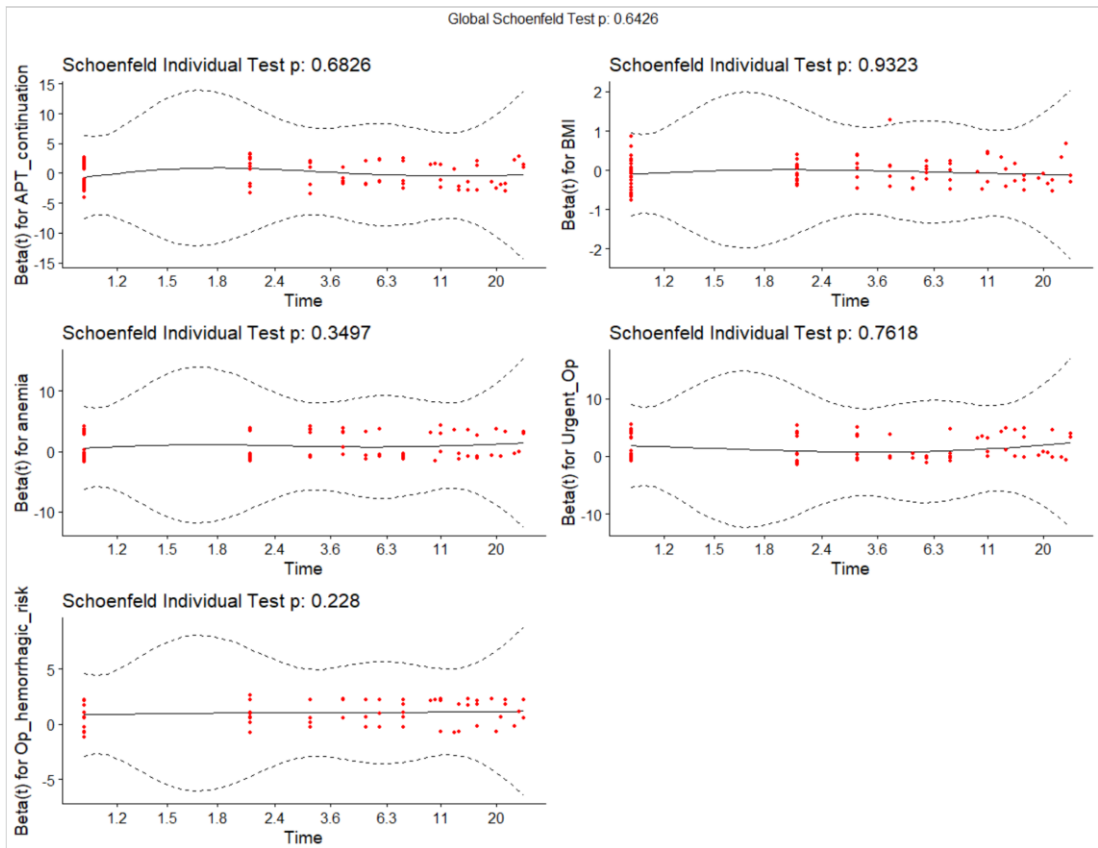 Global Schoenfeld Test p: 0.6426
Schoenfeld Individual Test p: 0.6826
Beta(t) for APT_continuation
15
10
5
0
-5
-10
-15
1.2 1.5 1.8 2.4 3.6 6.3 11 20
Time
Schoenfeld Individual Test p: 0.9323
Beta(t) for BMI
2
1
0
-1
-2
1.2 1.5 1.8 2.4 3.6 6.3 11 20
Time
Schoenfeld Individual Test p: 0.3497
Beta(t) for anemia
10
0
-10
1.2 1.5 1.8 2.4 3.6 6.3 11 20
Time
Schoenfeld Individual Test p: 0.7618
Beta(t) for Urgent_Op
10
0
-10
1.2 1.5 1.8 2.4 3.6 6.3 11 20
Time
Schoenfeld Individual Test p: 0.228
Beta(t) for Op_hemorrhagic_risk
5
0
-5
1.2 1.5 1.8 2.4 3.6 6.3 11 20
Time